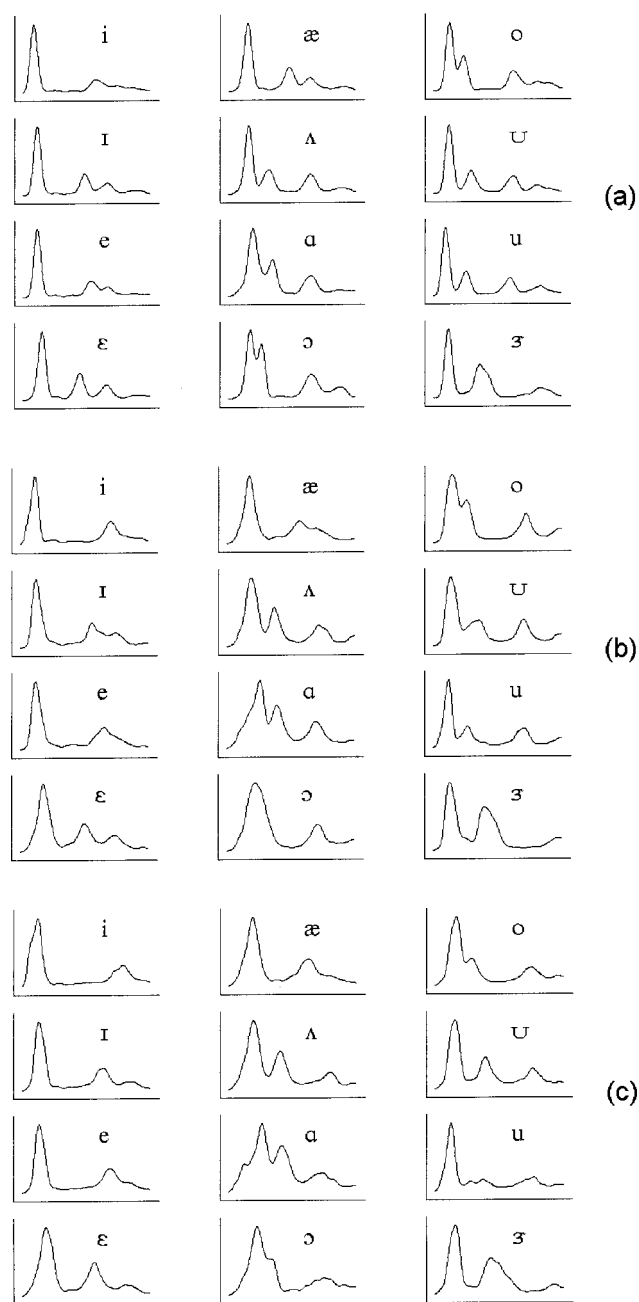 i æ o
ɪ ʌ ʊ
(a)
e ɑ u
ɛ ɔ ɝ
i æ o
ɪ ʌ ʊ
(b)
e ɑ u
ɛ ɔ ɝ
i æ o
ɪ ʌ ʊ
(c)
e ɑ u
ɛ ɔ ɝ